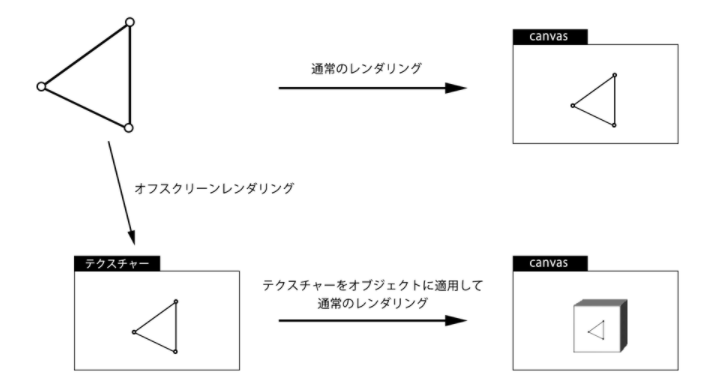 canvas
通常のレンダリング
オフスクリーンレンダリング
テクスチャー
テクスチャーをオブジェクトに適用して
通常のレンダリング
canvas